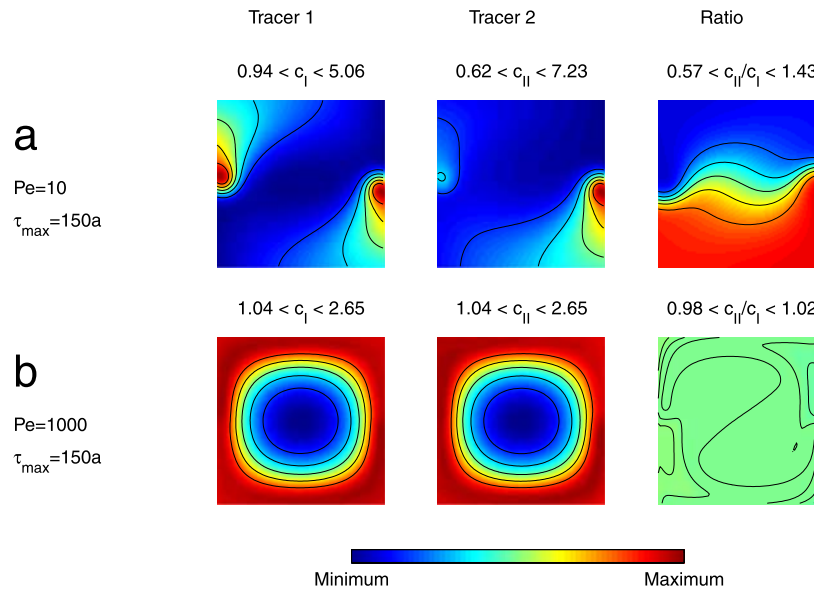 Tracer 1 Tracer 2 Ratio
0.94 < c_I < 5.06 0.62 < c_II < 7.23 0.57 < c_II/c_I < 1.43
a
Pe=10
τ_max=150a
1.04 < c_I < 2.65 1.04 < c_II < 2.65 0.98 < c_II/c_I < 1.02
b
Pe=1000
τ_max=150a
Minimum Maximum